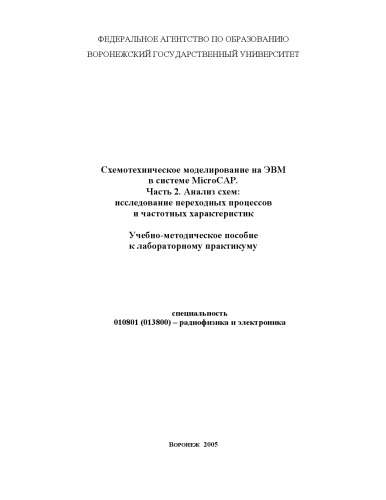 ФЕДЕРАЛЬНОЕ АГЕНТСТВО ПО ОБРАЗОВАНИЮ
ВОРОНЕЖСКИЙ ГОСУДАРСТВЕННЫЙ УНИВЕРСИТЕТ
Схемотехническое моделирование на ЭВМ
в системе MicroCAP.
Часть 2. Анализ схем:
исследование переходных процессов
и частотных характеристик
Учебно-методическое пособие
к лабораторному практикуму
специальность
010801 (013800) – радиофизика и электроника
ВОРОНЕЖ 2005